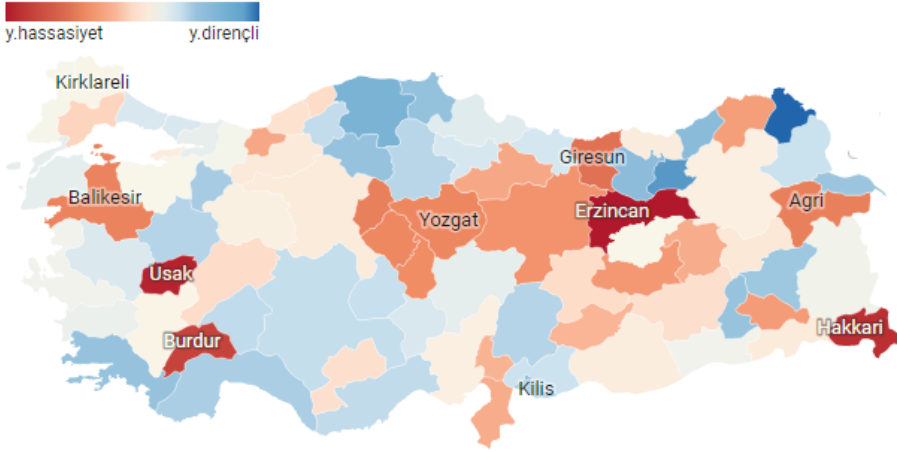 y.hassasiyet
y.dirençli
Kirklareli
Giresun
Balikesir
Agri
Yozgat
Erzincan
Usak
Hakkari
Burdur
Kilis